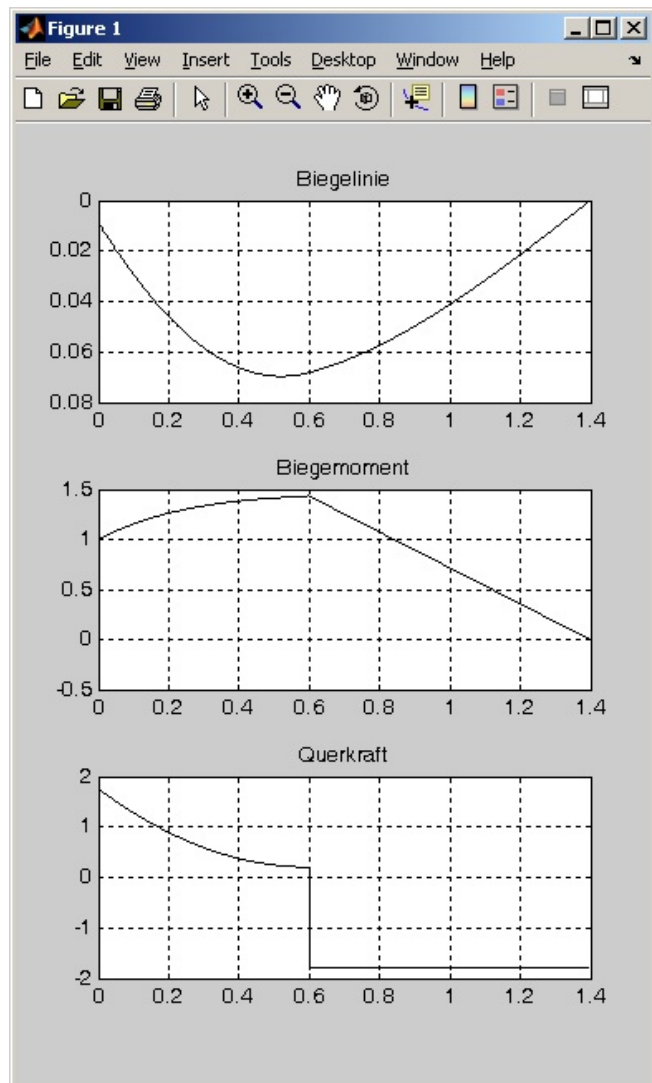 Figure 1
File Edit View Insert Tools Desktop Window Help
Biegelinie
0
0.02
0.04
0.06
0.08
0 0.2 0.4 0.6 0.8 1 1.2 1.4
Biegemoment
1.5
1
0.5
0
-0.5
0 0.2 0.4 0.6 0.8 1 1.2 1.4
Querkraft
2
1
0
-1
-2
0 0.2 0.4 0.6 0.8 1 1.2 1.4